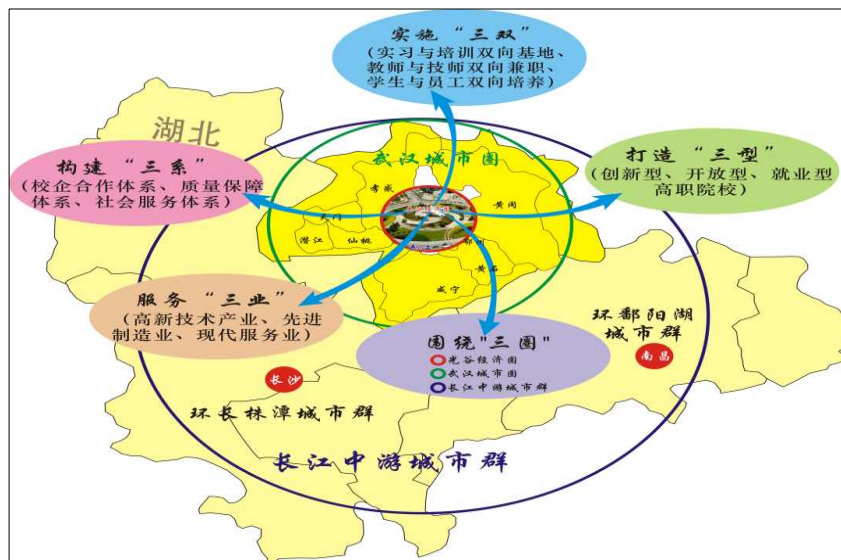 实施“三双”
(实习与培训双向基地、
教师与技师双向兼职、
学生与员工双向培养)
湖北
武汉城市圈
构建“三系”
(校企合作体系、质量保障
体系、社会服务体系)
打造“三型”
(创新型、开放型、就业型
高职院校)
孝感
黄冈
天门
潜江
仙桃
黄石
咸宁
服务“三业”
(高新技术产业、先进
制造业、现代服务业)
围绕"三圈"
光谷经济圈
武汉城市圈
长江中游城市群
环鄱阳湖
城市群
南昌
长沙
环长株潭城市群
长江中游城市群